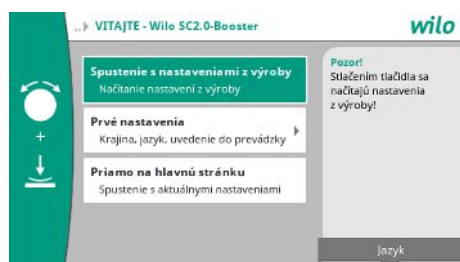 ..▸ VITAJTE - Wilo SC2.0-Booster
wilo
Spustenie s nastaveniami z výroby
Načítanie nastavení z výroby
Prvé nastavenia
Krajina, jazyk, uvedenie do prevádzky
Priamo na hlavnú stránku
Spustenie s aktuálnymi nastaveniami
Pozor!
Stlačením tlačidla sa
načítajú nastavenia
z výroby!
+
Jazyk